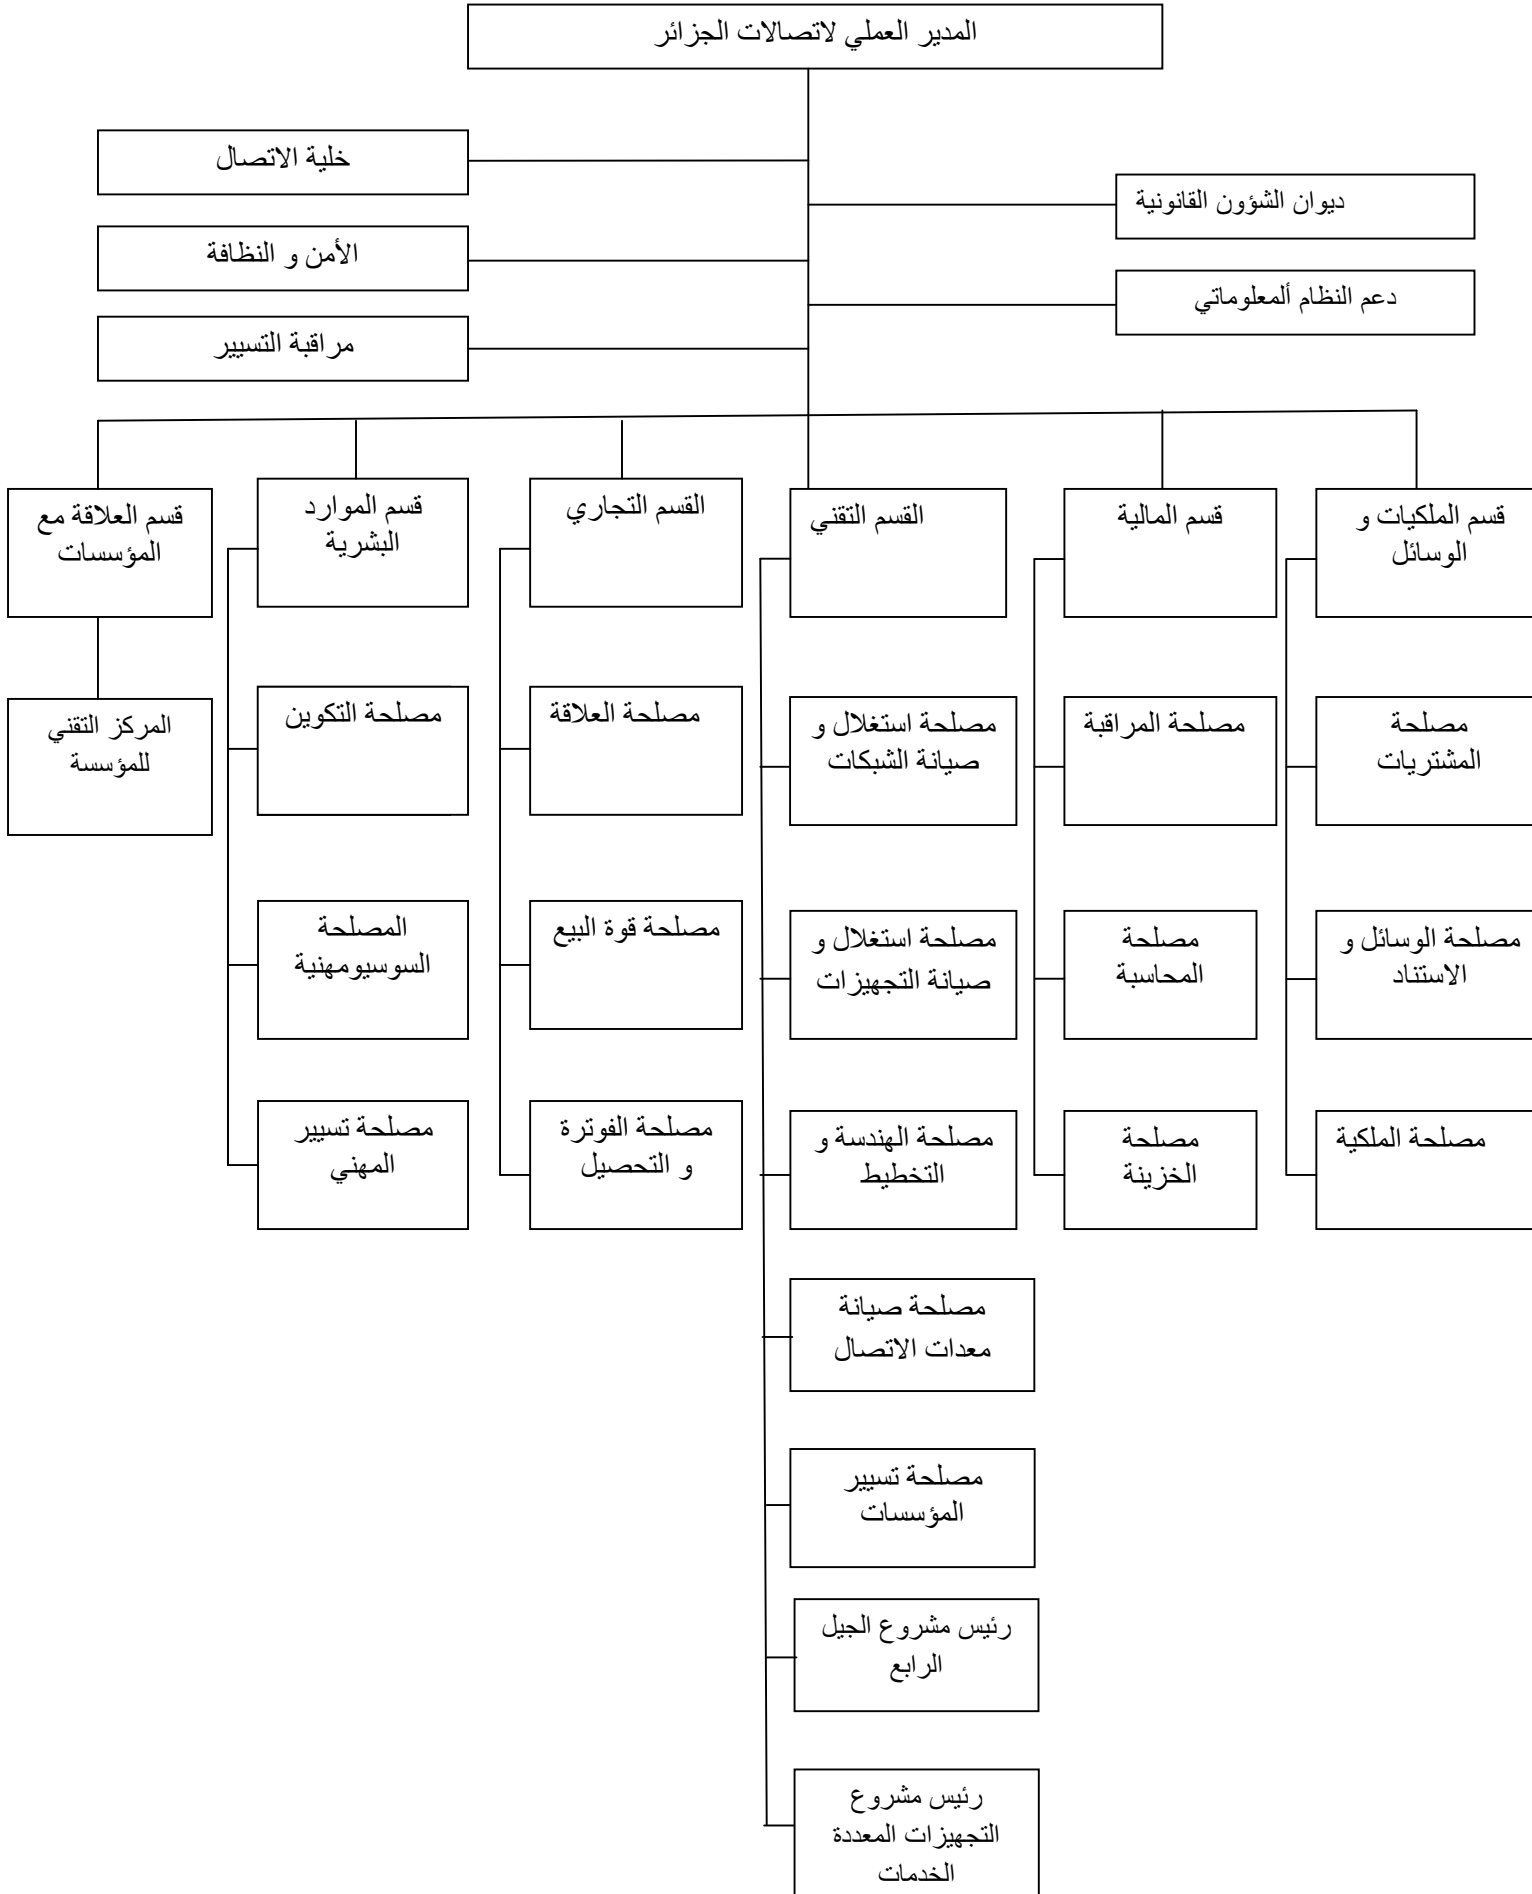 المدير العملي لاتصالات الجزائر
خلية الاتصال
ديوان الشؤون القانونية
الأمن و النظافة
دعم النظام ألمعلوماتي
مراقبة التسيير
قسم الملكيات و
الوسائل
قسم المالية
القسم التقني
القسم التجاري
قسم الموارد
البشرية
قسم العلاقة مع
المؤسسات
مصلحة
المشتريات
مصلحة المراقبة
مصلحة استغلال و
صيانة الشبكات
مصلحة العلاقة
مصلحة التكوين
المركز التقني
للمؤسسة
مصلحة الوسائل و
الاستناد
مصلحة
المحاسبة
مصلحة استغلال و
صيانة التجهيزات
مصلحة قوة البيع
المصلحة
السوسيومهنية
مصلحة الملكية
مصلحة
الخزينة
مصلحة الهندسة و
التخطيط
مصلحة الفوترة
و التحصيل
مصلحة تسيير
المهني
مصلحة صيانة
معدات الاتصال
مصلحة تسيير
المؤسسات
رئيس مشروع الجيل
الرابع
رئيس مشروع
التجهيزات المعددة
الخدمات